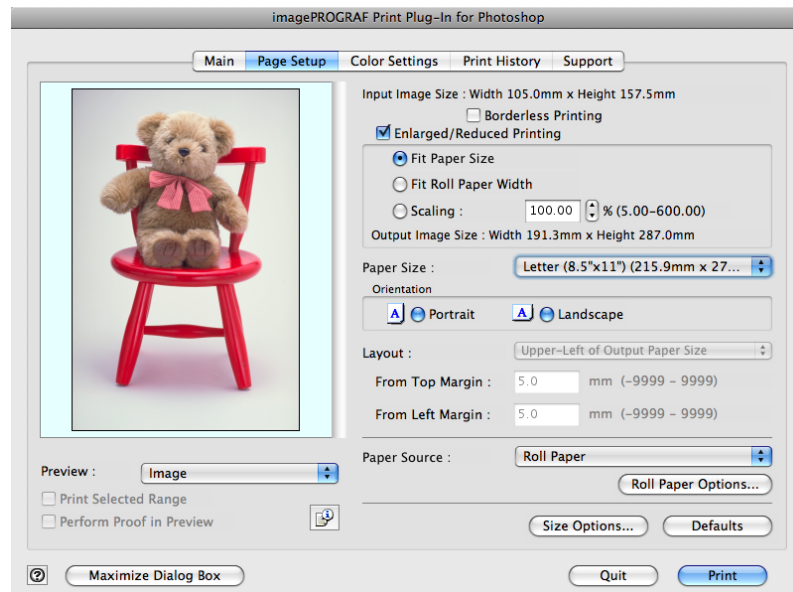 imagePROGRAF Print Plug-In for Photoshop
Main Page Setup Color Settings Print History Support
Input Image Size : Width 105.0mm x Height 157.5mm
Borderless Printing
Enlarged/Reduced Printing
Fit Paper Size
Fit Roll Paper Width
Scaling : 100.00 % (5.00-600.00)
Output Image Size : Width 191.3mm x Height 287.0mm
Paper Size : Letter (8.5"x11") (215.9mm x 27...
Orientation
A Portrait A Landscape
Layout : Upper-Left of Output Paper Size
From Top Margin : 5.0 mm (-9999 - 9999)
From Left Margin : 5.0 mm (-9999 - 9999)
Paper Source : Roll Paper
Roll Paper Options...
Preview : Image
Print Selected Range
Perform Proof in Preview
Size Options... Defaults
? Maximize Dialog Box Quit Print